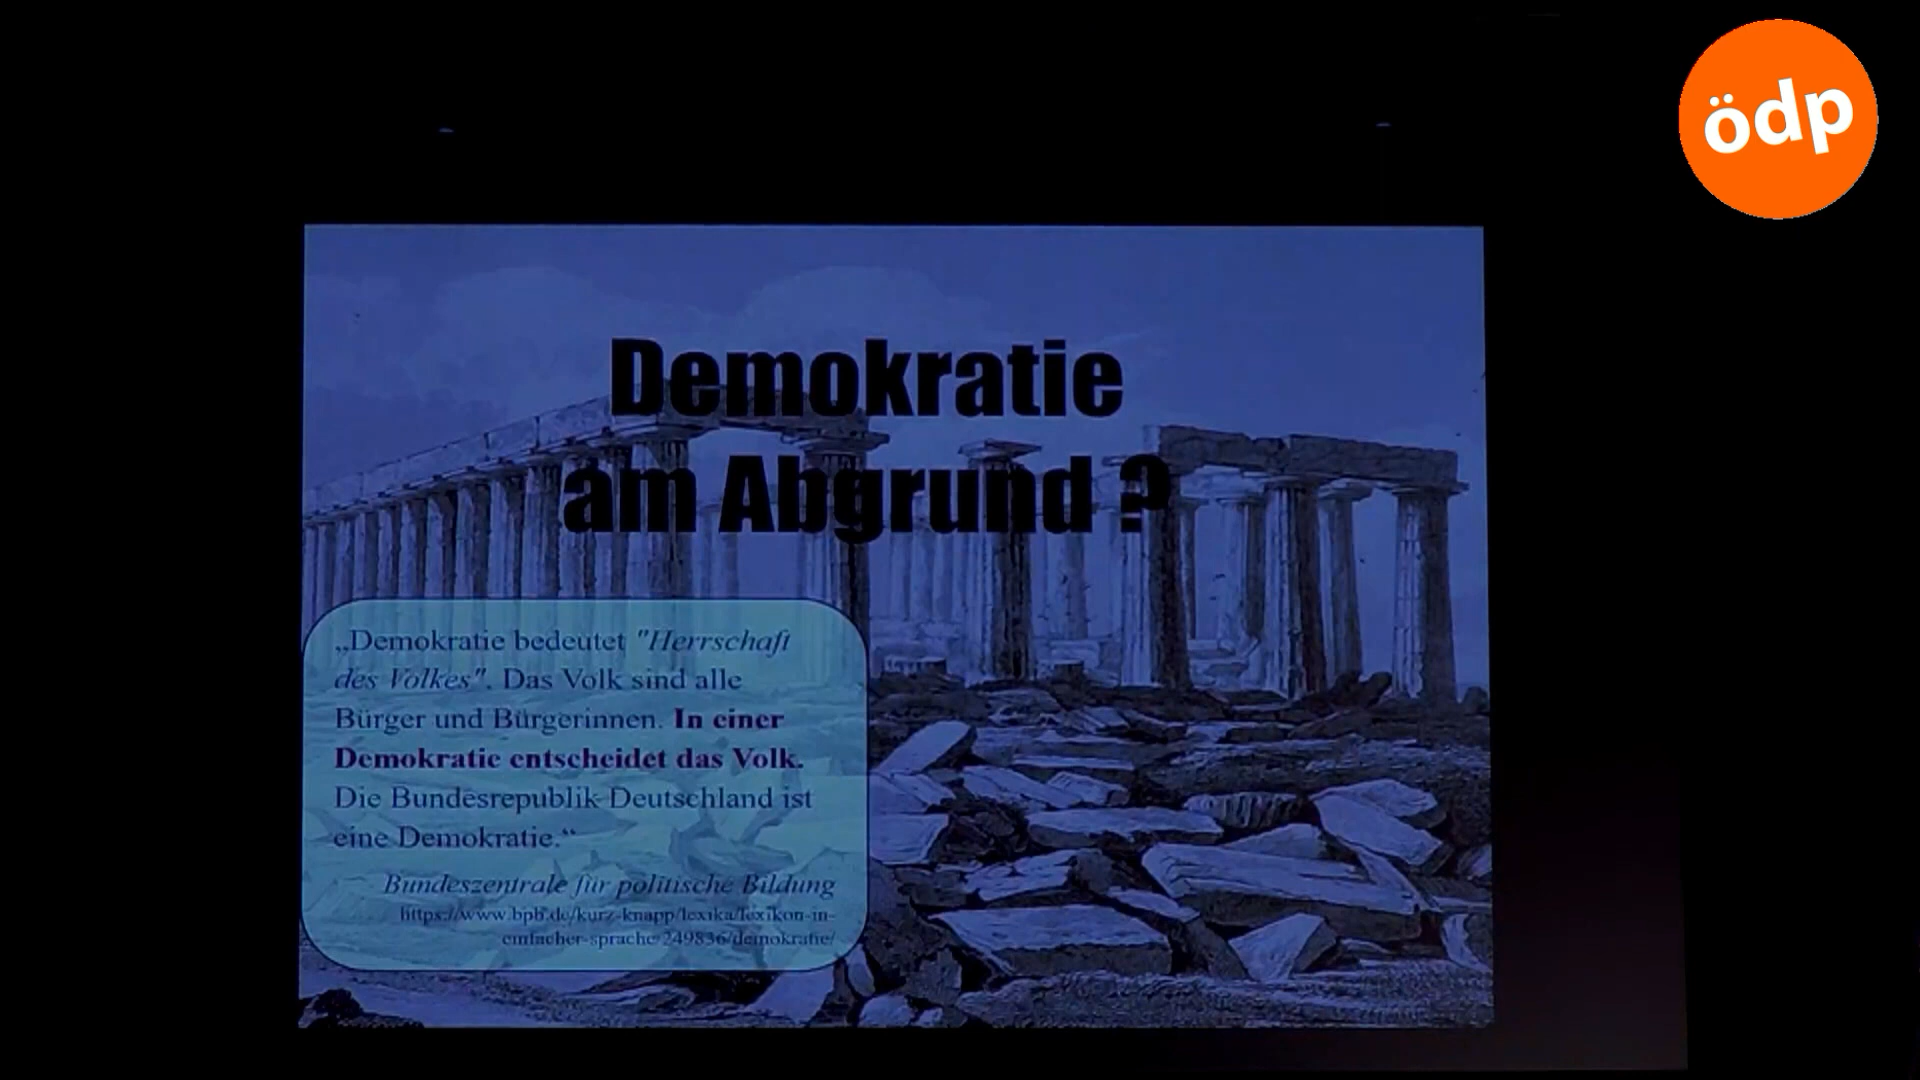 ödp
Demokratie
am Abgrund ?
„Demokratie bedeutet "Herrschaft
des Volkes". Das Volk sind alle
Bürger und Bürgerinnen. In einer
Demokratie entscheidet das Volk.
Die Bundesrepublik Deutschland ist
eine Demokratie.“
Bundeszentrale für politische Bildung
https://www.bpb.de/kurz-knapp/lexika/lexikon-in-
einfacher-sprache/249836/demokratie/